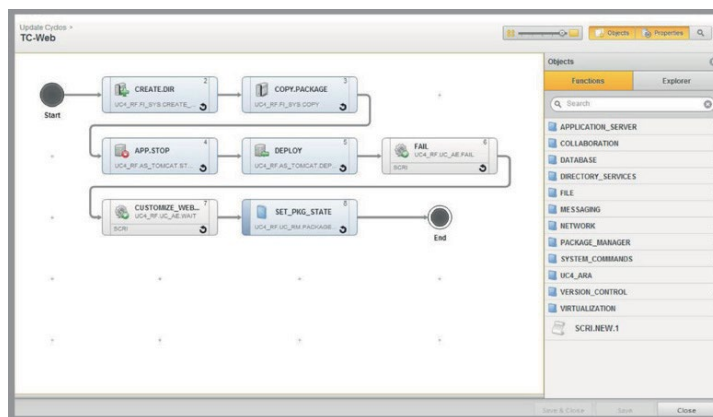 Update Cyclos
TC-Web
Objects
Properties
Objects
Functions
Explorer
Search
APPLICATION_SERVER
COLLABORATION
DATABASE
DIRECTORY_SERVICES
FILE
MESSAGING
NETWORK
PACKAGE_MANAGER
SYSTEM_COMMANDS
UC4_ARA
VERSION_CONTROL
VIRTUALIZATION
SCRI.NEW.1
Start
2
CREATE.DIR
UC4_RF FI_SYS.CREATE_...
3
COPY.PACKAGE
UC4_RF FI_SYS.COPY
4
APP.STOP
UC4_RF AS_TOMCAT.ST...
5
DEPLOY
UC4_RF AS_TOMCAT.DEP...
6
FAIL
UC4_RF.UC_AE.FAIL
SCRI
7
CUSTOMIZE_WEB...
UC4_RF.UC_AE.WAIT
SCRI
8
SET_PKG_STATE
UC4_RF.UC_RM.PACKAGE...
End
Save & Close
Save
Close